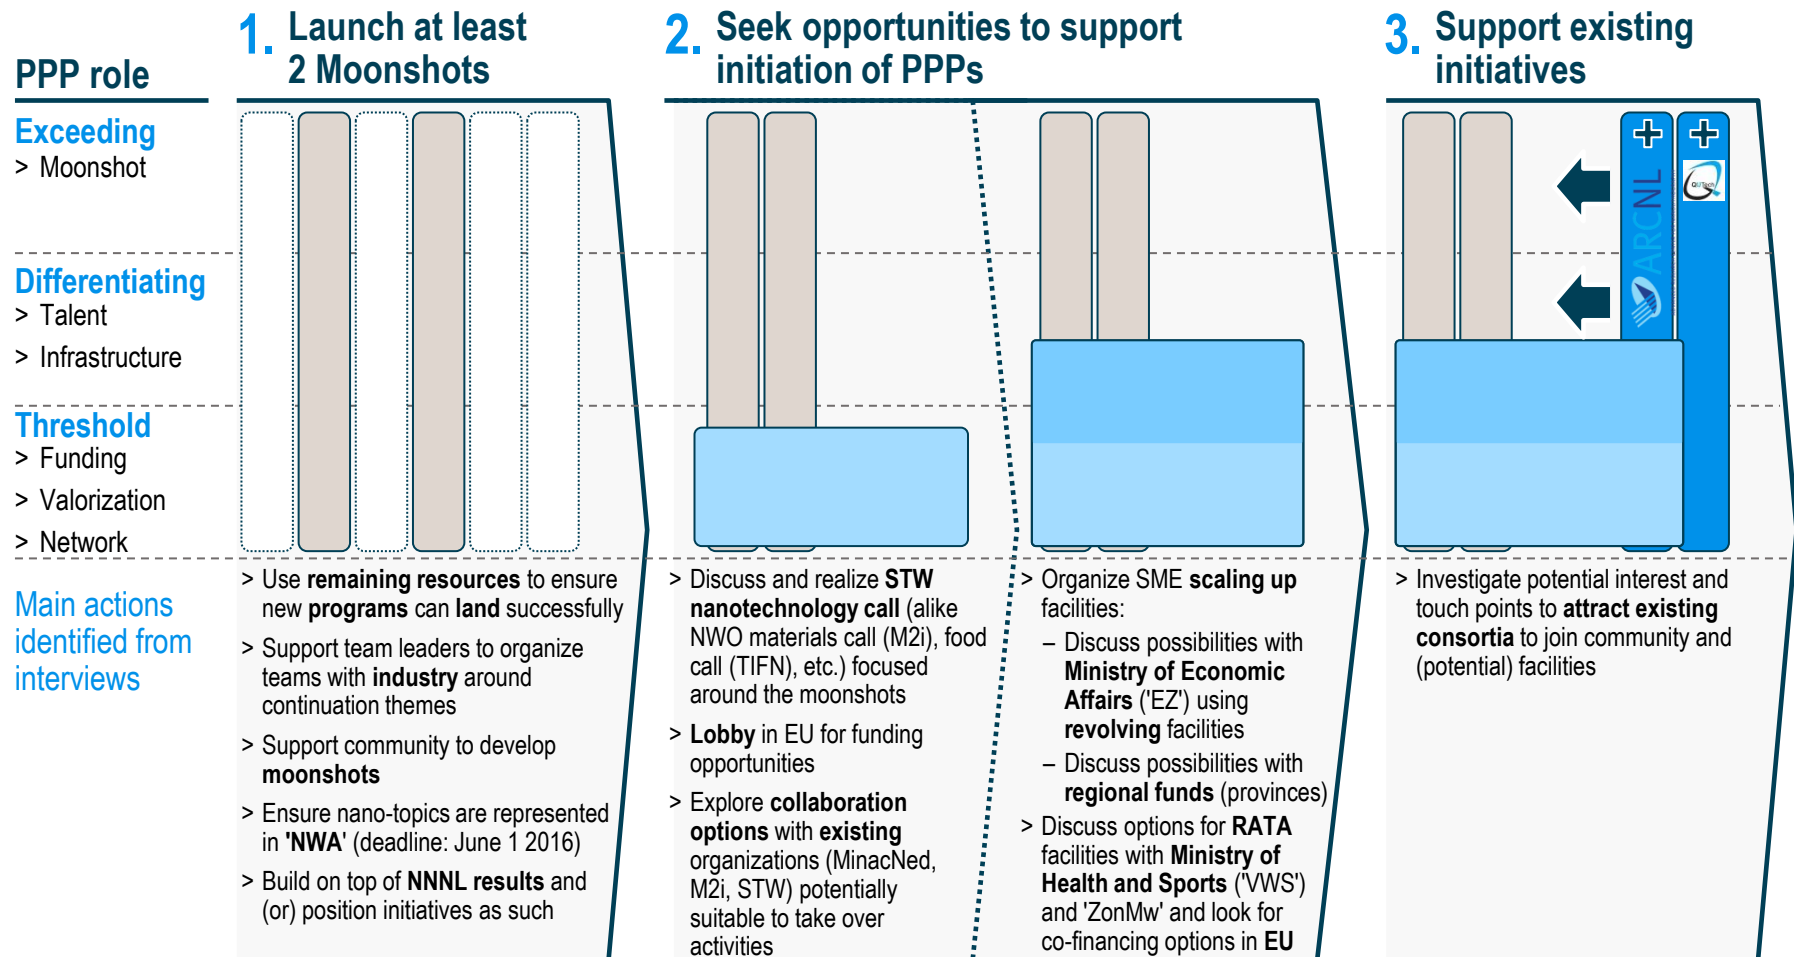 PPP role
1. Launch at least
2 Moonshots
2. Seek opportunities to support
initiation of PPPs
3. Support existing
initiatives
Exceeding
> Moonshot
Differentiating
> Talent
> Infrastructure
Threshold
> Funding
> Valorization
> Network
ARCNL
QUTech
Main actions
identified from
interviews
> Use remaining resources to ensure
new programs can land successfully
> Support team leaders to organize
teams with industry around
continuation themes
> Support community to develop
moonshots
> Ensure nano-topics are represented
in 'NWA' (deadline: June 1 2016)
> Build on top of NNNL results and
(or) position initiatives as such
> Discuss and realize STW
nanotechnology call (alike
NWO materials call (M2i), food
call (TIFN), etc.) focused
around the moonshots
> Lobby in EU for funding
opportunities
> Explore collaboration
options with existing
organizations (MinacNed,
M2i, STW) potentially
suitable to take over
activities
> Organize SME scaling up
facilities:
– Discuss possibilities with
Ministry of Economic
Affairs ('EZ') using
revolving facilities
– Discuss possibilities with
regional funds (provinces)
> Discuss options for RATA
facilities with Ministry of
Health and Sports ('VWS')
and 'ZonMw' and look for
co-financing options in EU
> Investigate potential interest and
touch points to attract existing
consortia to join community and
(potential) facilities